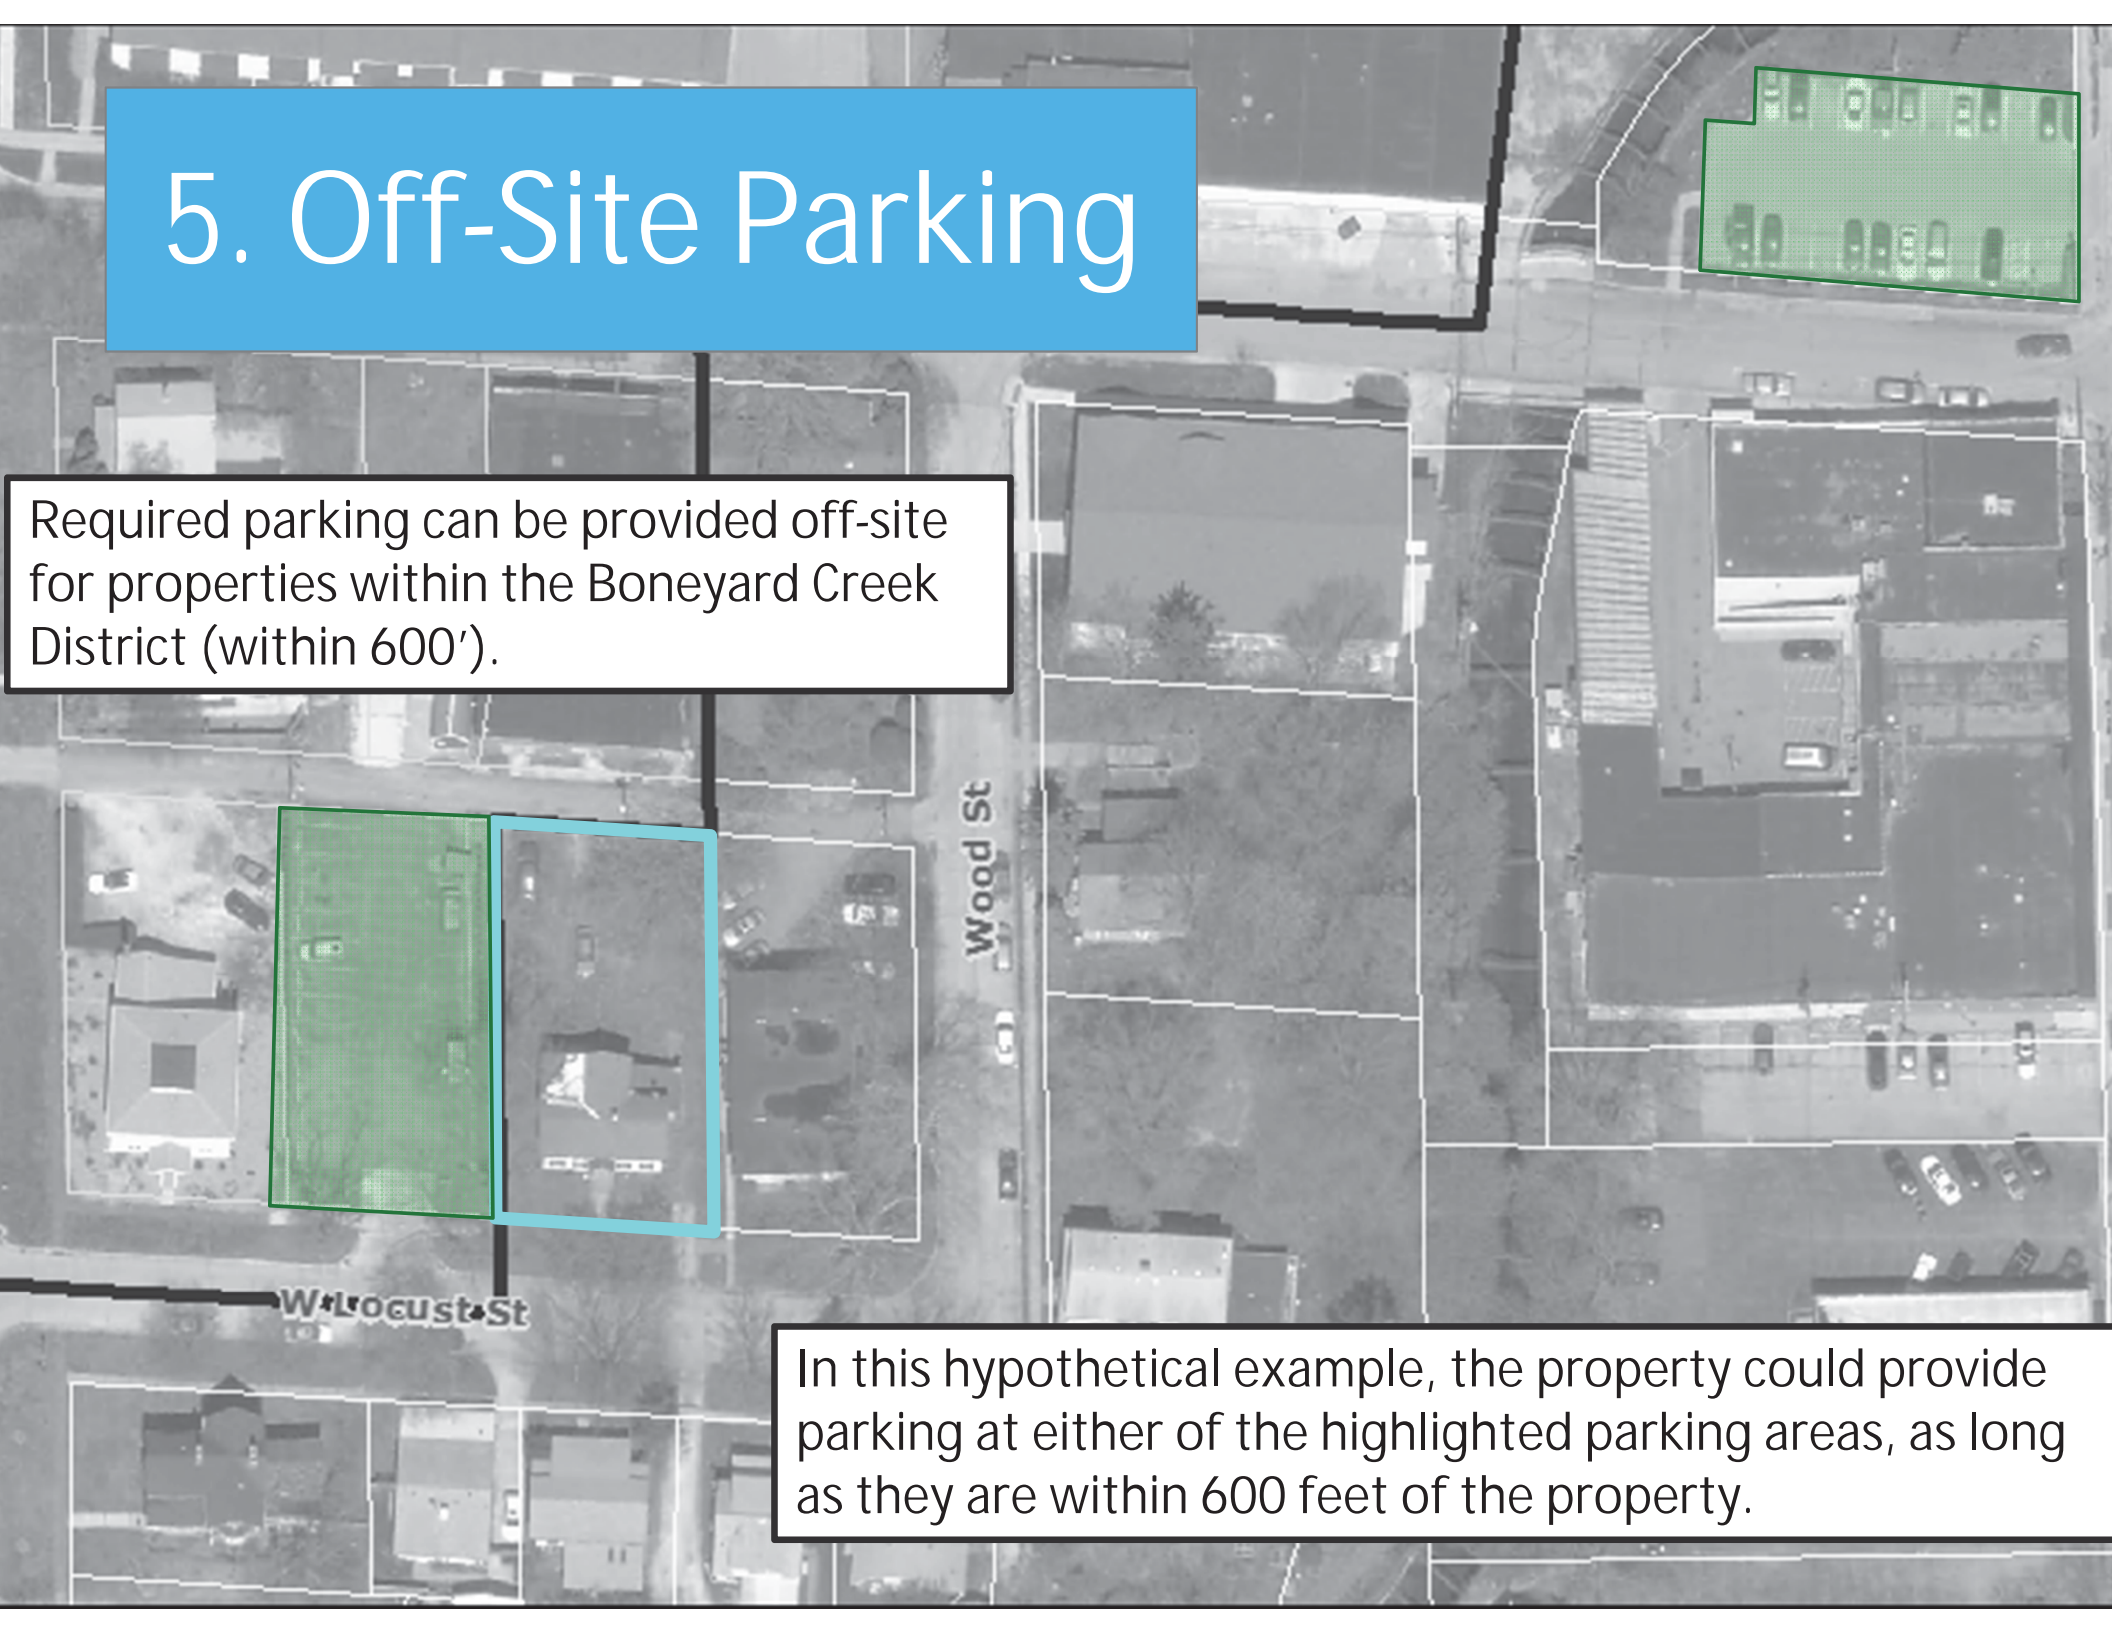 5. Off-Site Parking
Required parking can be provided off-site
for properties within the Boneyard Creek
District (within 600').
Wood St
W Locust St
In this hypothetical example, the property could provide
parking at either of the highlighted parking areas, as long
as they are within 600 feet of the property.